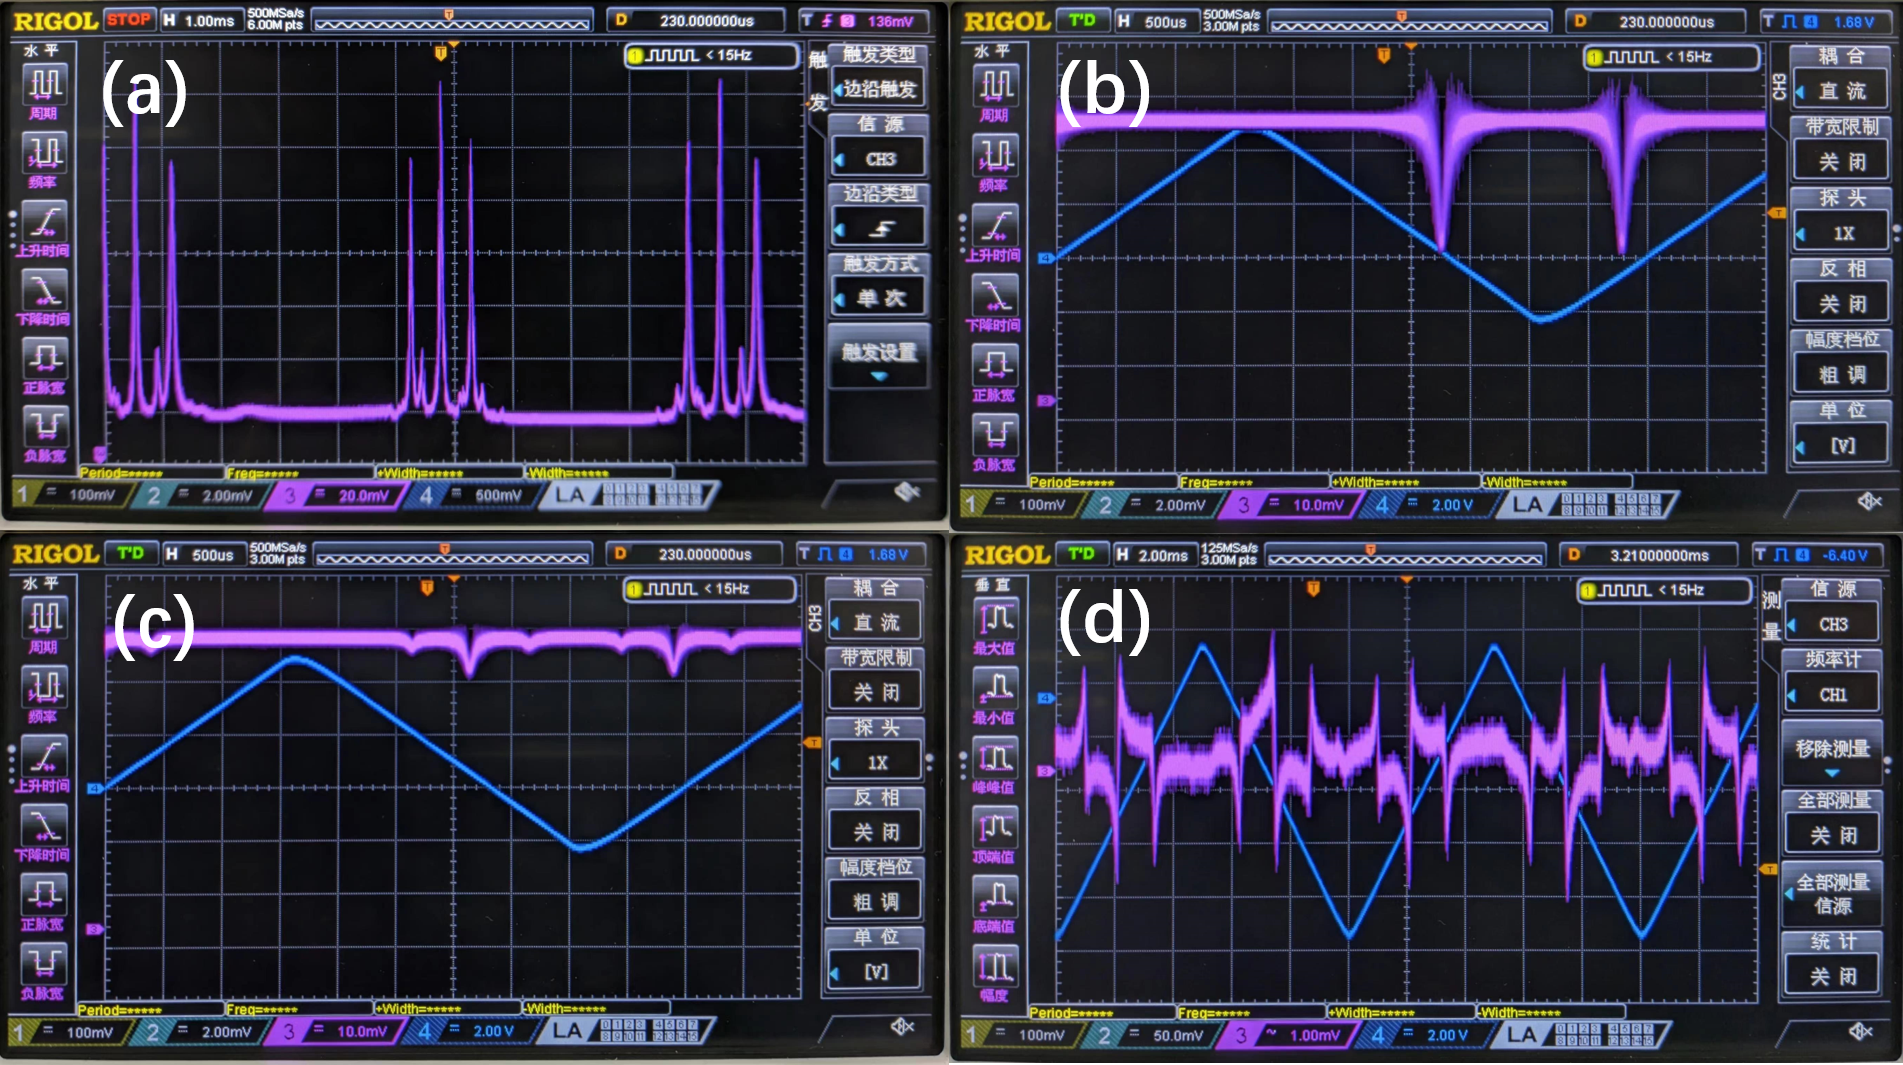 (a)
RIGOL STOP H 1.00ms 500MSa/s 6.00M pts D 230.000000us T 3 136mV
水平
周期
频率
上升时间
下降时间
正脉宽
负脉宽
T
1 < 15Hz
触发
触发类型
边沿触发
信源
CH3
边沿类型
触发方式
单次
触发设置
Period=***** Freq=***** +Width=***** -Width=*****
1 = 100mV 2 = 2.00mV 3 = 20.0mV 4 = 500mV LA
(b)
RIGOL T'D H 500us 500MSa/s 3.00M pts D 230.000000us T 4 1.68 V
水平
周期
频率
上升时间
下降时间
正脉宽
负脉宽
T
1 < 15Hz
4
3
T
CH3
耦合
直流
带宽限制
关闭
探头
1X
反相
关闭
幅度档位
粗调
单位
[V]
Period=***** Freq=***** +Width=***** -Width=*****
1 = 100mV 2 = 2.00mV 3 = 10.0mV 4 = 2.00 V LA
(c)
RIGOL T'D H 500us 500MSa/s 3.00M pts D 230.000000us T 4 1.68 V
水平
周期
频率
上升时间
下降时间
正脉宽
负脉宽
T
1 < 15Hz
4
3
T
CH3
耦合
直流
带宽限制
关闭
探头
1X
反相
关闭
幅度档位
粗调
单位
[V]
Period=***** Freq=***** +Width=***** -Width=*****
1 = 100mV 2 = 2.00mV 3 = 10.0mV 4 = 2.00 V LA
(d)
RIGOL T'D H 2.00ms 125MSa/s 3.00M pts D 3.21000000ms T 4 -6.40 V
垂直
最大值
最小值
峰峰值
顶端值
底端值
幅度
T
1 < 15Hz
4
3
T
测量
信源
CH3
频率计
CH1
移除测量
全部测量
关闭
全部测量
信源
统计
关闭
Period=***** Freq=***** +Width=***** -Width=*****
1 = 100mV 2 = 50.0mV 3 ~ 1.00mV 4 = 2.00 V LA